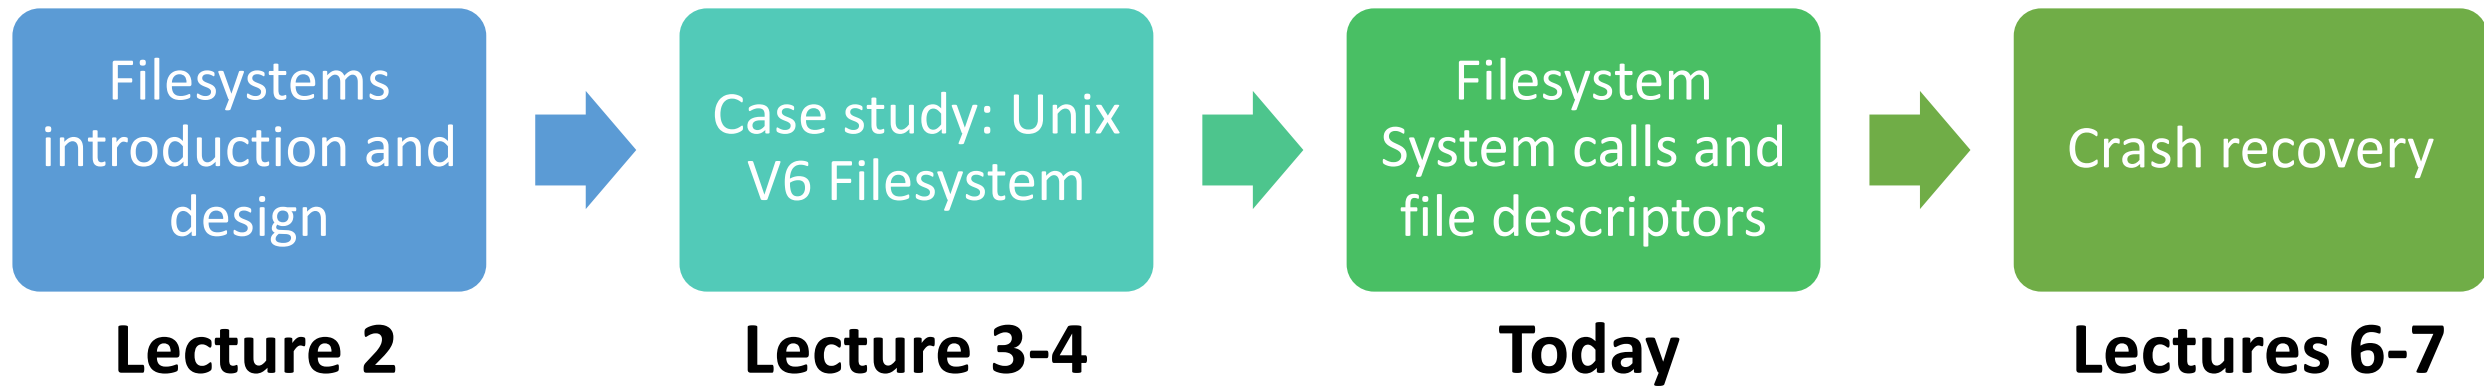 Filesystems
introduction and
design
Lecture 2
Case study: Unix
V6 Filesystem
Lecture 3-4
Filesystem
System calls and
file descriptors
Today
Crash recovery
Lectures 6-7